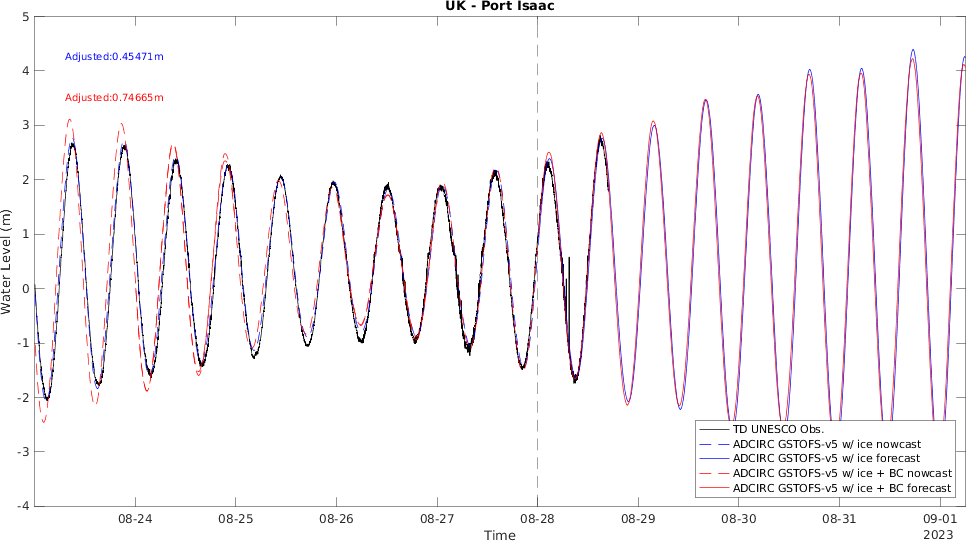 UK - Port Isaac
Adjusted:0.45471m
Adjusted:0.74665m
Water Level (m)
5
4
3
2
1
0
-1
-2
-3
-4
08-24
08-25
08-26
08-27
08-28
08-29
08-30
08-31
09-01
2023
Time
TD UNESCO Obs.
ADCIRC GSTOFS-v5 w/ ice nowcast
ADCIRC GSTOFS-v5 w/ ice forecast
ADCIRC GSTOFS-v5 w/ ice + BC nowcast
ADCIRC GSTOFS-v5 w/ ice + BC forecast